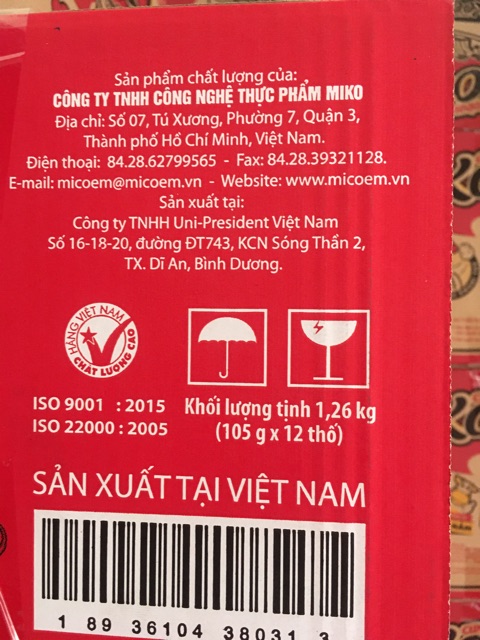 Sản phẩm chất lượng của:
CÔNG TY TNHH CÔNG NGHỆ THỰC PHẨM MIKO
Địa chỉ: Số 07, Tú Xương, Phường 7, Quận 3,
Thành phố Hồ Chí Minh, Việt Nam.
Điện thoại: 84.28.62799565 - Fax: 84.28.39321128.
E-mail: micoem@micoem.vn - Website: www.micoem.vn
Sản xuất tại:
Công ty TNHH Uni-President Việt Nam
Số 16-18-20, đường ĐT743, KCN Sóng Thần 2,
TX. Dĩ An, Bình Dương.
HÀNG VIỆT NAM
CHẤT LƯỢNG CAO
ISO 9001 : 2015
ISO 22000 : 2005
Khối lượng tịnh 1,26 kg
(105 g x 12 thố)
SẢN XUẤT TẠI VIỆT NAM
1 89 36104 38031 3